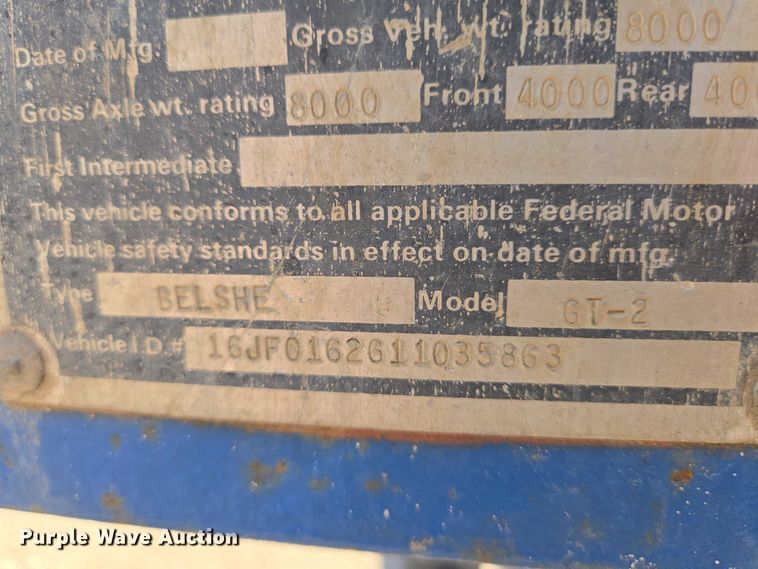 Date of Mfg. Gross Veh. wt. rating 8000
Gross Axle wt. rating 8000 Front 4000 Rear 40
First Intermediate
This vehicle conforms to all applicable Federal Motor
Vehicle safety standards in effect on date of mfg.
Type BELSHE Model GT-2
Vehicle I.D.# 16JF0162611035863
Purple Wave Auction